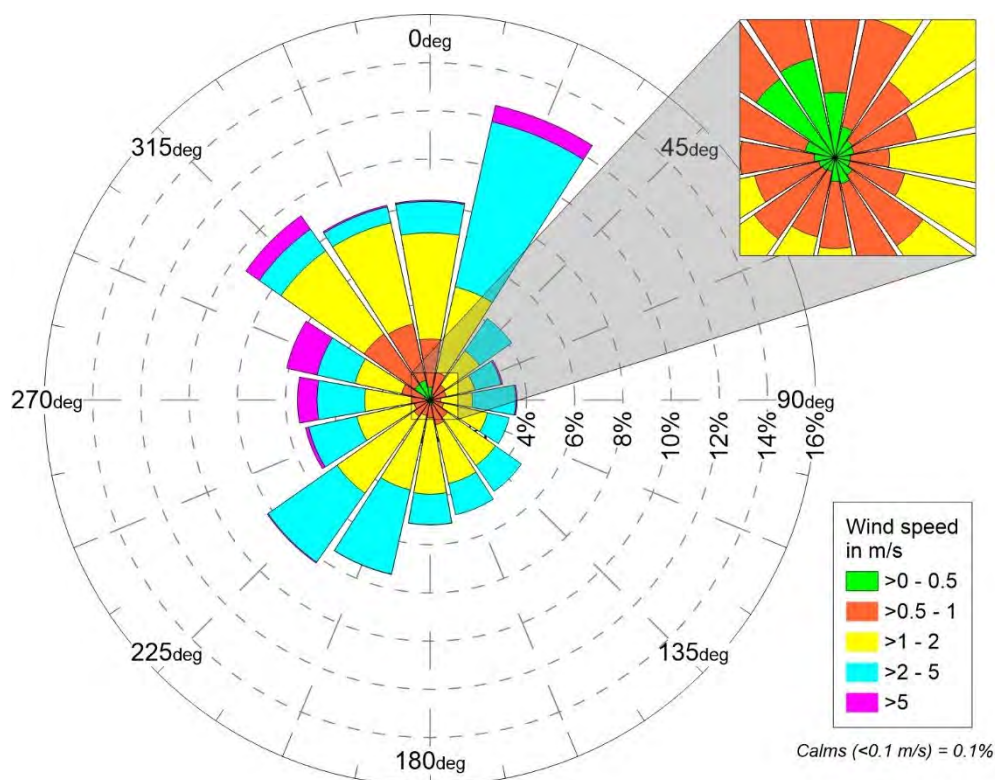 0deg
315deg
45deg
270deg
90deg
4%
6%
8%
10%
12%
14%
16%
225deg
135deg
180deg
Wind speed
in m/s
>0 - 0.5
>0.5 - 1
>1 - 2
>2 - 5
>5
Calms (<0.1 m/s) = 0.1%